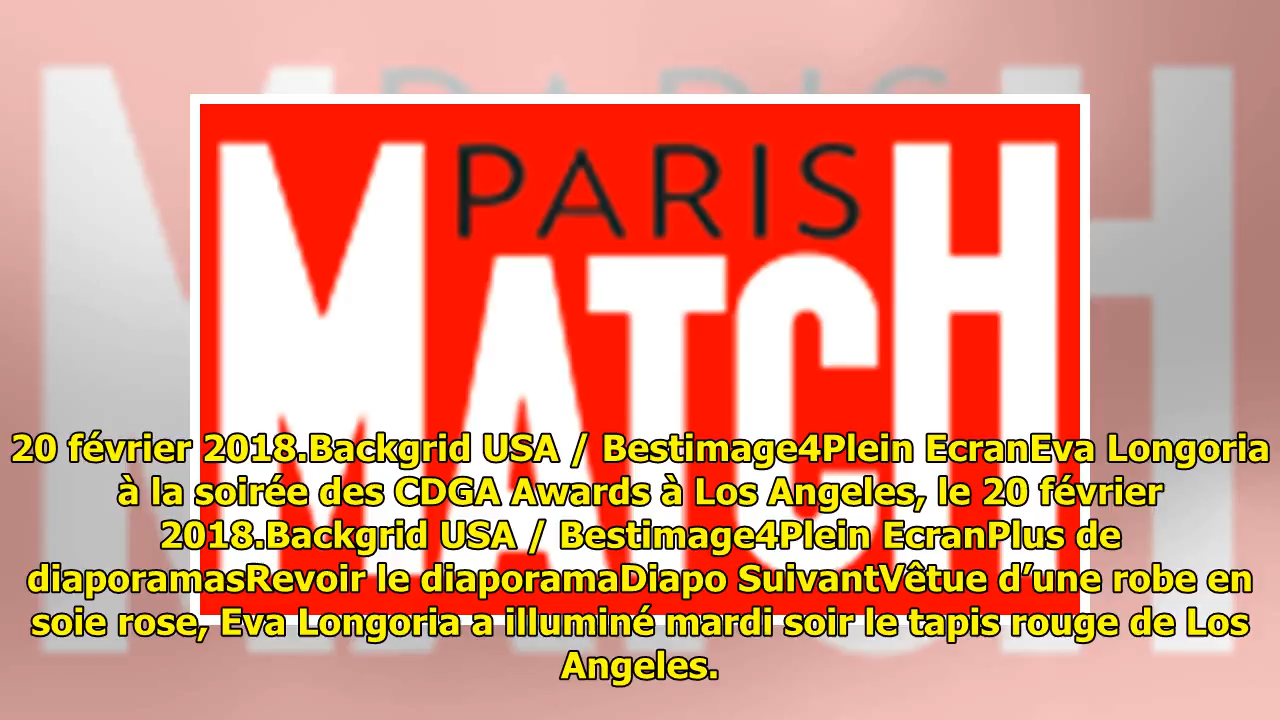 PARIS
MATCH
20 février 2018.Backgrid USA / Bestimage4Plein EcranEva Longoria
à la soirée des CDGA Awards à Los Angeles, le 20 février
2018.Backgrid USA / Bestimage4Plein EcranPlus de
diaporamasRevoir le diaporamaDiapo SuivantVêtue d’une robe en
soie rose, Eva Longoria a illuminé mardi soir le tapis rouge de Los
Angeles.